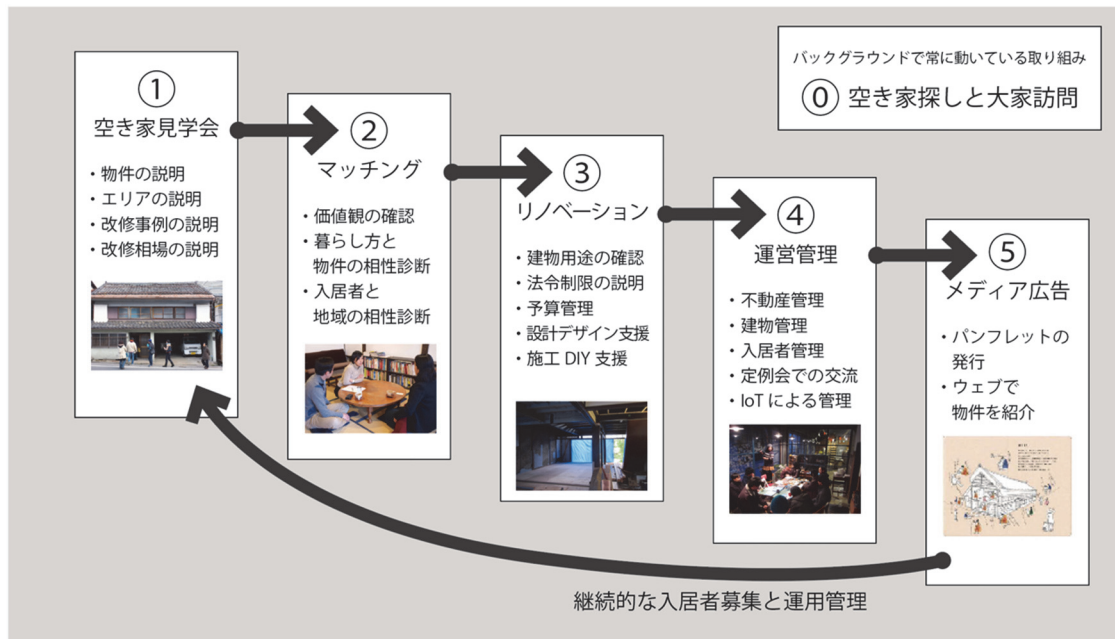 バックグラウンドで常に動いている取り組み
⓪ 空き家探しと大家訪問
①
空き家見学会
・物件の説明
・エリアの説明
・改修事例の説明
・改修相場の説明
②
マッチング
・価値観の確認
・暮らし方と
物件の相性診断
・入居者と
地域の相性診断
③
リノベーション
・建物用途の確認
・法令制限の説明
・予算管理
・設計デザイン支援
・施工 DIY 支援
④
運営管理
・不動産管理
・建物管理
・入居者管理
・定例会での交流
・IoT による管理
⑤
メディア広告
・パンフレットの
発行
・ウェブで
物件を紹介
継続的な入居者募集と運用管理